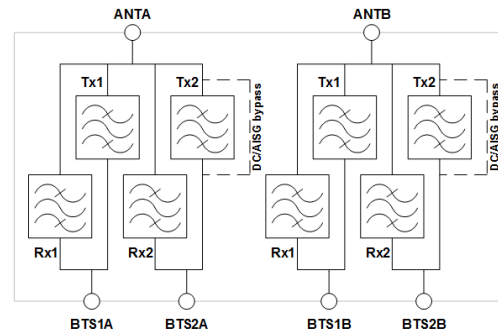 ANTA
ANTB
Tx1
Tx2
Tx1
Tx2
DC/AISG bypass
DC/AISG bypass
Rx1
Rx2
Rx1
Rx2
BTS1A
BTS2A
BTS1B
BTS2B